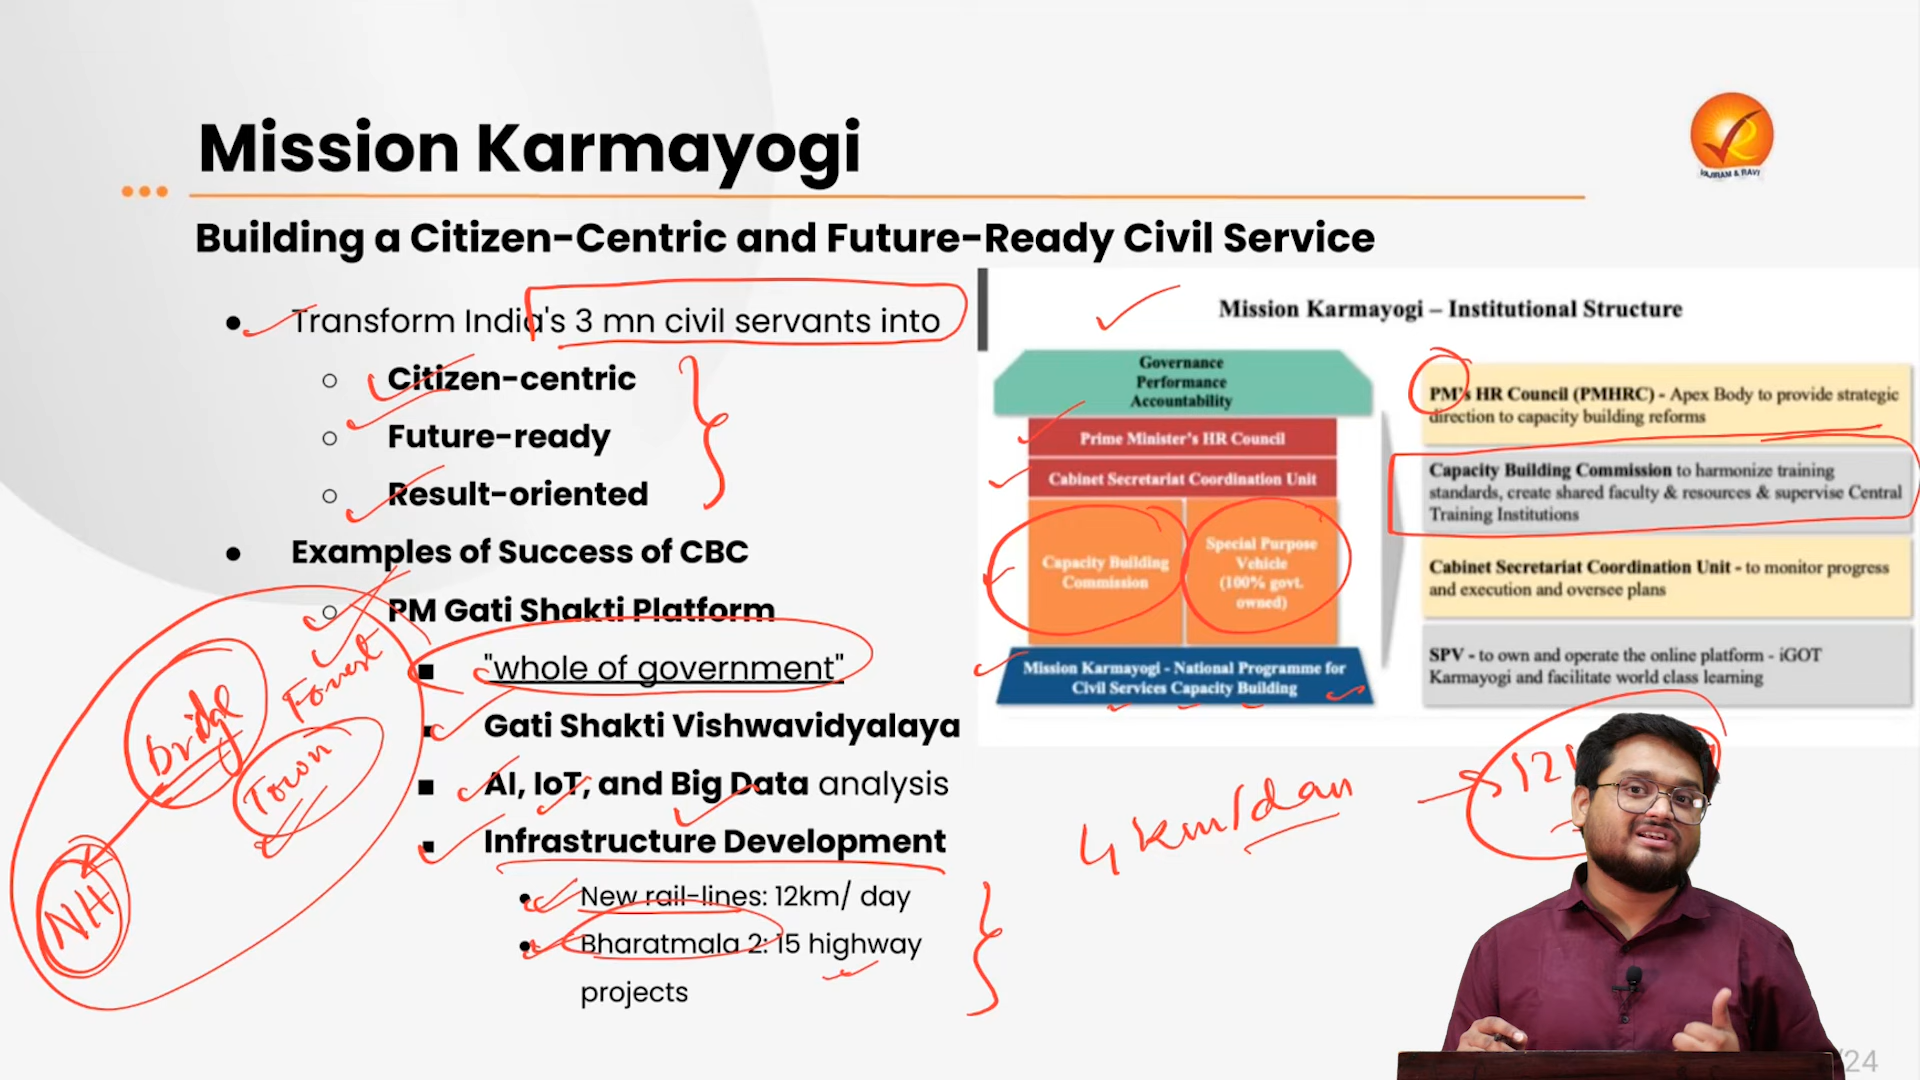 Mission Karmayogi
VAJIRAM & RAVI
Building a Citizen-Centric and Future-Ready Civil Service
● Transform India's 3 mn civil servants into
○ Citizen-centric
○ Future-ready
○ Result-oriented
● Examples of Success of CBC
○ PM Gati Shakti Platform
■ "whole of government"
■ Gati Shakti Vishwavidyalaya
■ AI, IoT, and Big Data analysis
■ Infrastructure Development
● New rail-lines: 12km/ day
● Bharatmala 2: 15 highway
projects
Bridge
Forest
Town
NH
Mission Karmayogi – Institutional Structure
Governance
Performance
Accountability
Prime Minister's HR Council
Cabinet Secretariat Coordination Unit
Capacity Building
Commission
Special Purpose
Vehicle
(100% govt.
owned)
Mission Karmayogi - National Programme for
Civil Services Capacity Building
PM's HR Council (PMHRC) - Apex Body to provide strategic
direction to capacity building reforms
Capacity Building Commission to harmonize training
standards, create shared faculty & resources & supervise Central
Training Institutions
Cabinet Secretariat Coordination Unit - to monitor progress
and execution and oversee plans
SPV - to own and operate the online platform - iGOT
Karmayogi and facilitate world class learning
4 km/day
12
/24